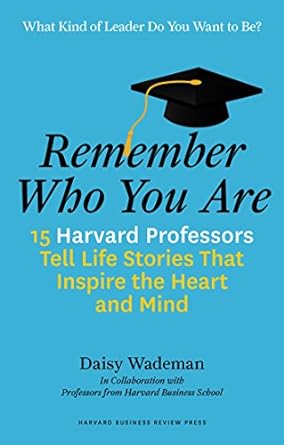 What Kind of Leader Do You Want to Be?
Remember
Who You Are
15 Harvard Professors
Tell Life Stories That
Inspire the Heart
and Mind
Daisy Wademan
In Collaboration with
Professors from Harvard Business School
HARVARD BUSINESS REVIEW PRESS